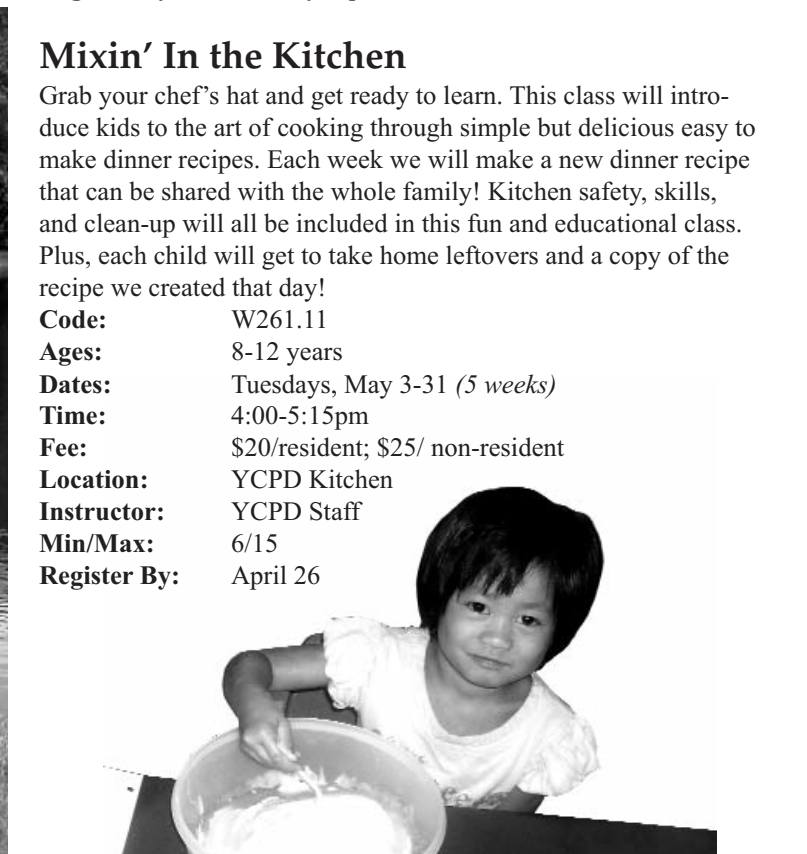 Mixin’ In the Kitchen
Grab your chef’s hat and get ready to learn. This class will intro-
duce kids to the art of cooking through simple but delicious easy to
make dinner recipes. Each week we will make a new dinner recipe
that can be shared with the whole family! Kitchen safety, skills,
and clean-up will all be included in this fun and educational class.
Plus, each child will get to take home leftovers and a copy of the
recipe we created that day!
Code: W261.11
Ages: 8-12 years
Dates: Tuesdays, May 3-31 (5 weeks)
Time: 4:00-5:15pm
Fee: $20/resident; $25/ non-resident
Location: YCPD Kitchen
Instructor: YCPD Staff
Min/Max: 6/15
Register By: April 26